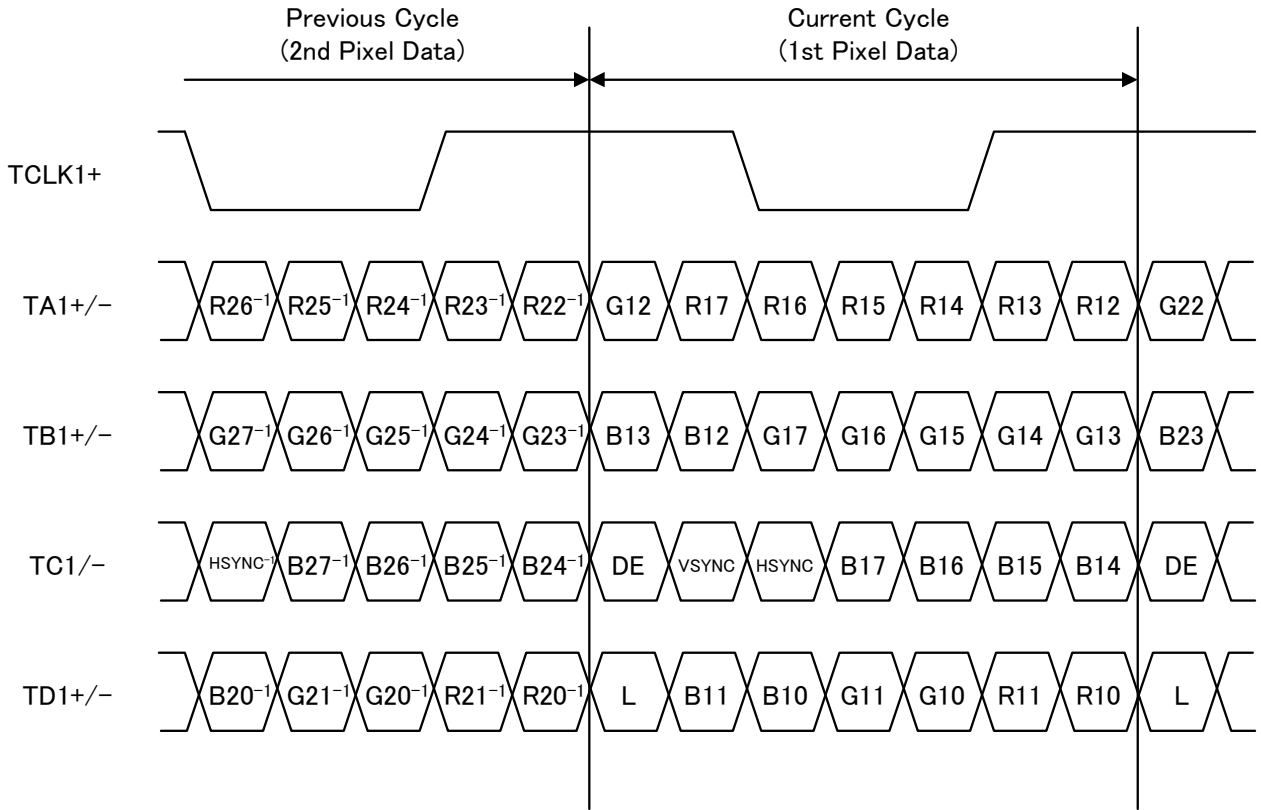 Previous Cycle
(2nd Pixel Data)
Current Cycle
(1st Pixel Data)
TCLK1+
TA1+/− R26⁻¹ R25⁻¹ R24⁻¹ R23⁻¹ R22⁻¹ G12 R17 R16 R15 R14 R13 R12 G22
TB1+/− G27⁻¹ G26⁻¹ G25⁻¹ G24⁻¹ G23⁻¹ B13 B12 G17 G16 G15 G14 G13 B23
TC1/− HSYNC⁻¹ B27⁻¹ B26⁻¹ B25⁻¹ B24⁻¹ DE VSYNC HSYNC B17 B16 B15 B14 DE
TD1+/− B20⁻¹ G21⁻¹ G20⁻¹ R21⁻¹ R20⁻¹ L B11 B10 G11 G10 R11 R10 L